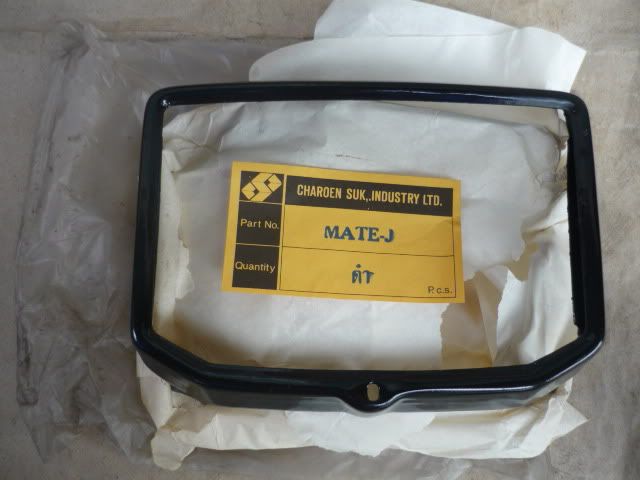 CHAROEN SUK,.INDUSTRY LTD.
Part No. MATE-J
Quantity ดำ P.c.s.